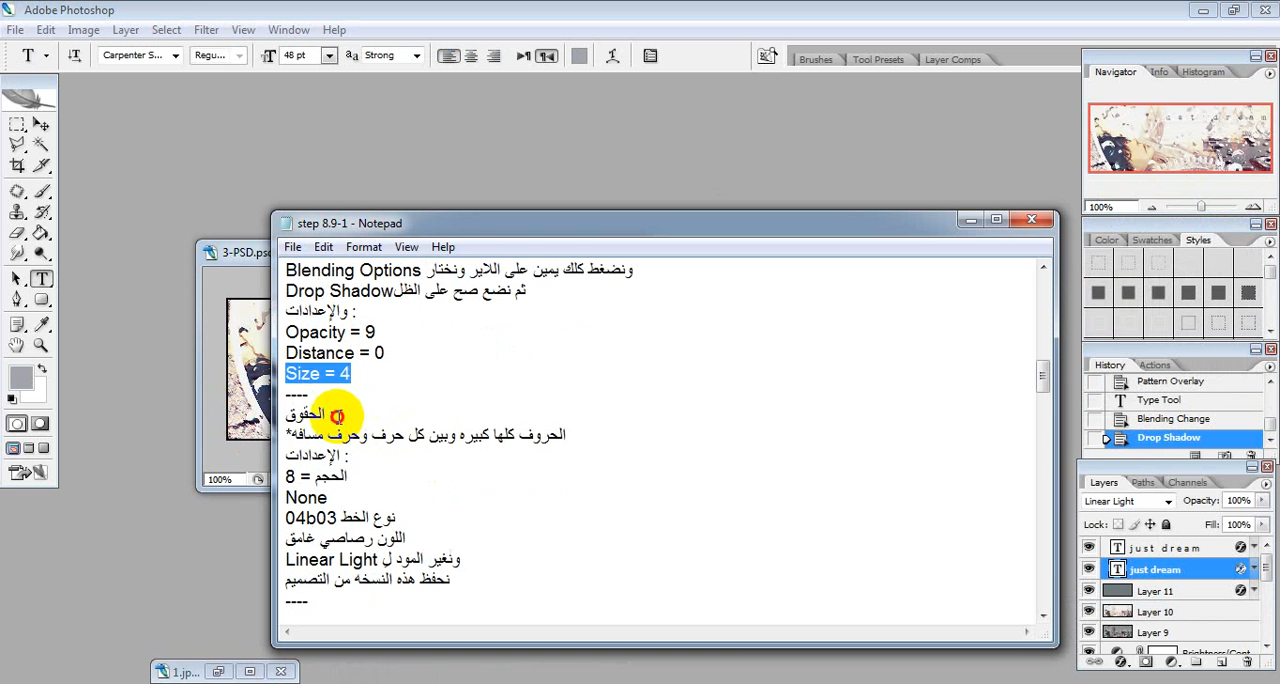 Adobe Photoshop
File Edit Image Layer Select Filter View Window Help
T Carpenter S... Regu... 48 pt aa Strong Brushes Tool Presets Layer Comps
Navigator Info Histogram
100%
Color Swatches Styles
History Actions
Pattern Overlay
Type Tool
Blending Change
Drop Shadow
Layers Paths Channels
Linear Light Opacity: 100%
Lock: Fill: 100%
just dream
just dream
Layer 11
Layer 10
Layer 9
Brightness/Cont
3-PSD.psd
100%
1.jp...
step 8.9-1 - Notepad
File Edit Format View Help
ونضغط كلك يمين على اللاير ونختار Blending Options
ثم نضع صح على الظل Drop Shadow
والإعدادات :
Opacity = 9
Distance = 0
Size = 4
----
الحقوق
*الحروف كلها كبيره وبين كل حرف وحرف مسافه
الإعدادات :
الحجم = 8
None
نوع الخط 04b03
اللون رصاصي غامق
ونغير المود لِ Linear Light
نحفظ هذه النسخه من التصميم
----